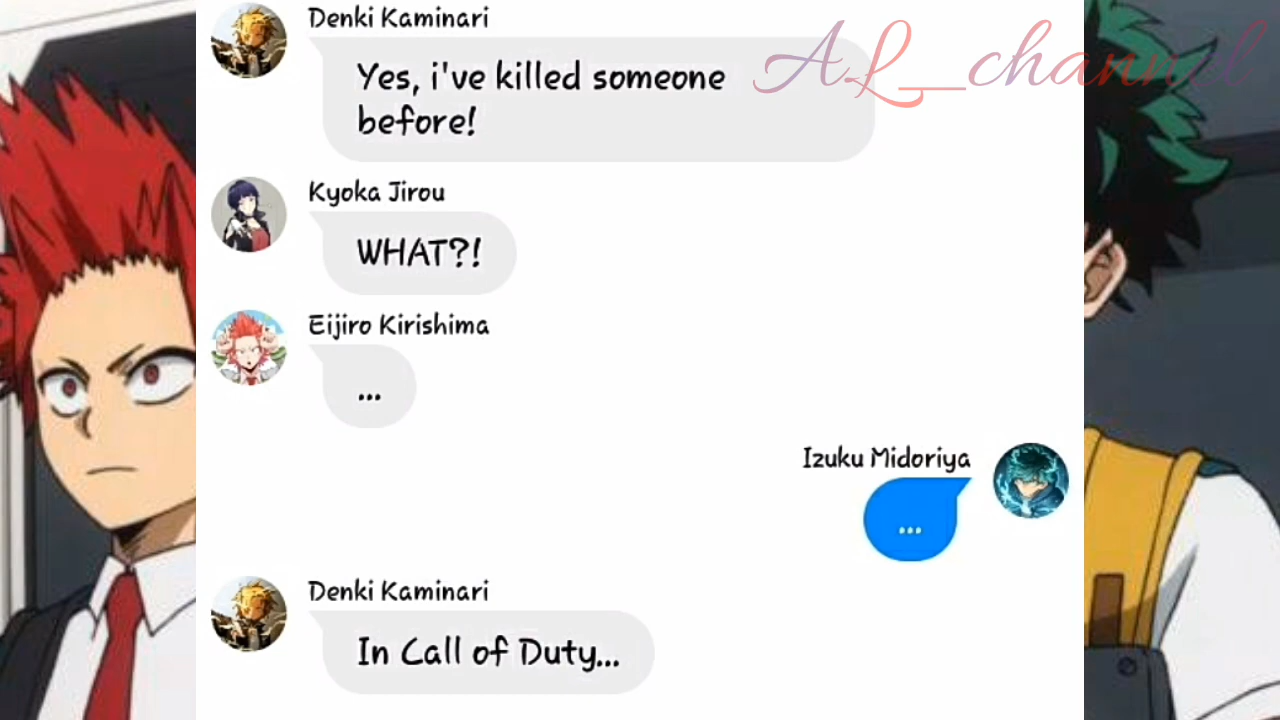 Denki Kaminari
AL_channel
Yes, i've killed someone
before!
Kyoka Jirou
WHAT?!
Eijiro Kirishima
...
Izuku Midoriya
...
Denki Kaminari
In Call of Duty...